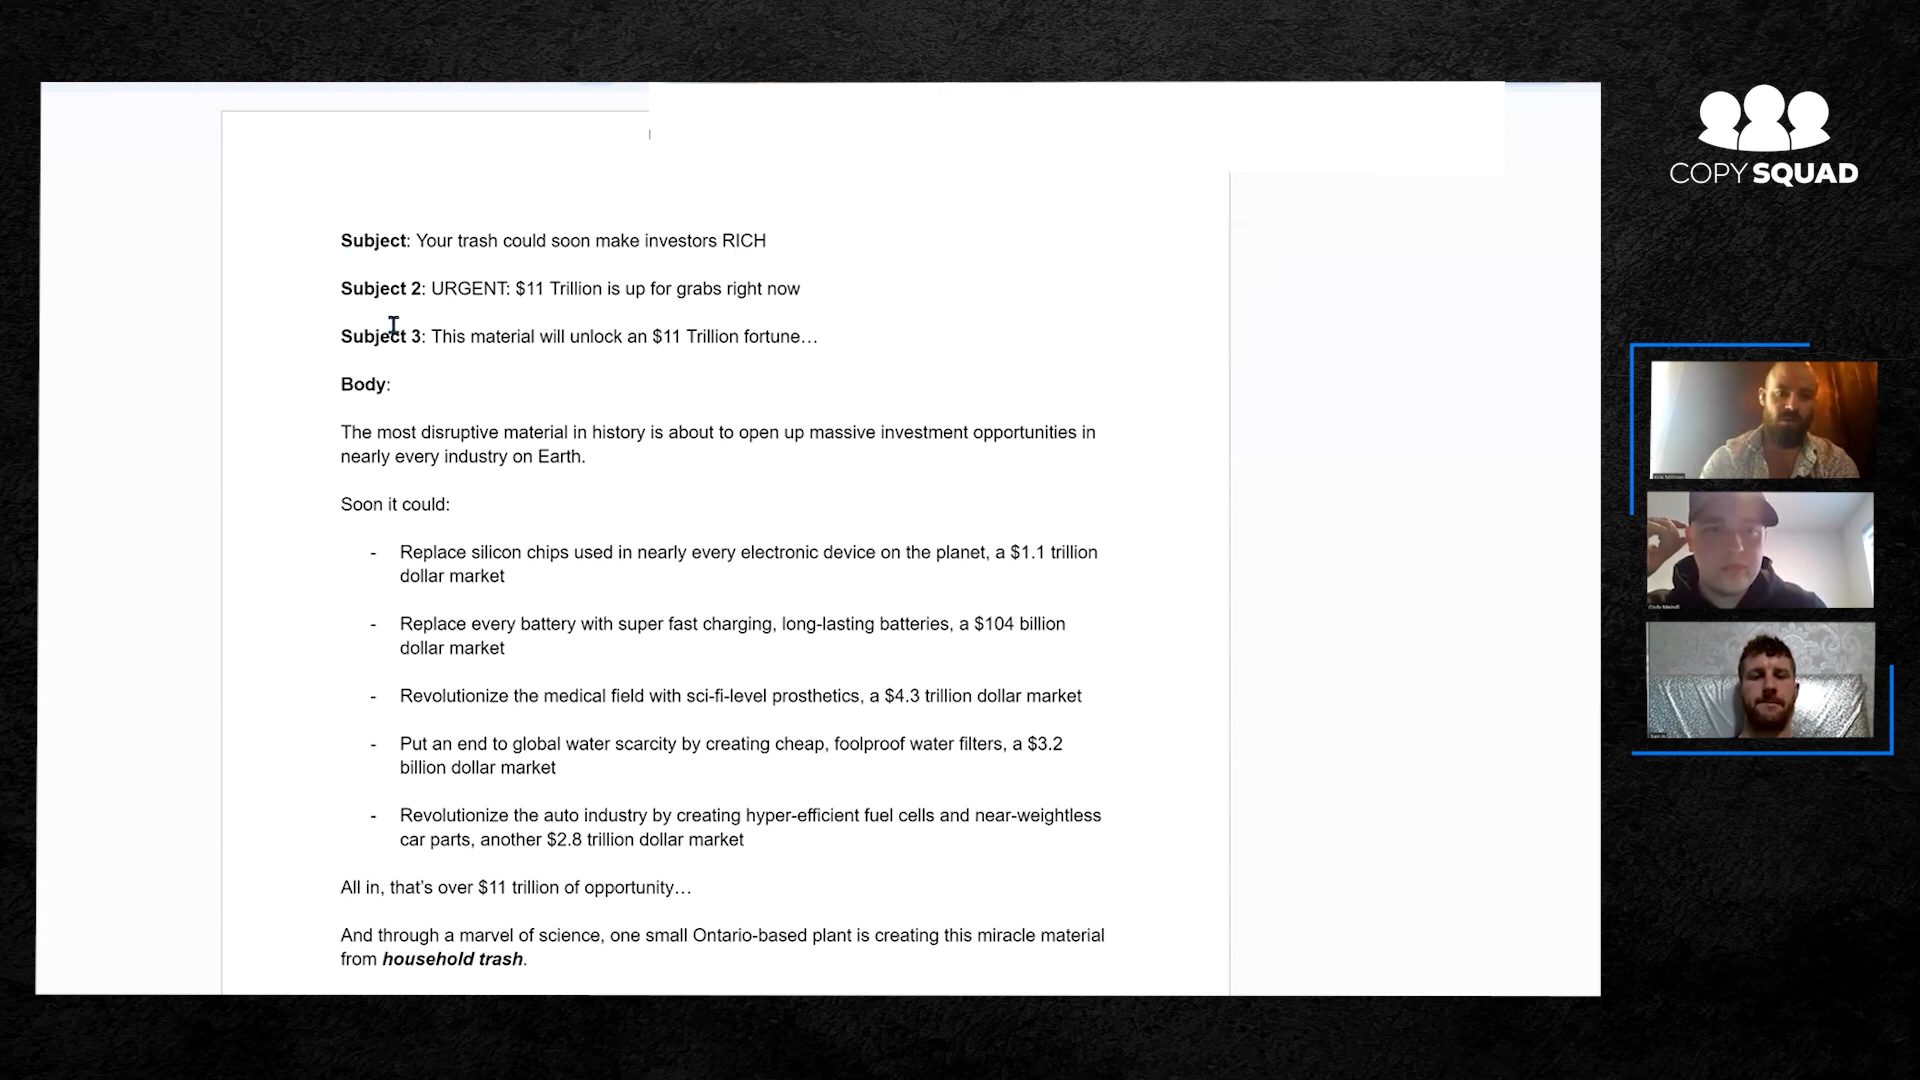 COPY SQUAD
Subject: Your trash could soon make investors RICH
Subject 2: URGENT: $11 Trillion is up for grabs right now
Subject 3: This material will unlock an $11 Trillion fortune…
Body:
The most disruptive material in history is about to open up massive investment opportunities in
nearly every industry on Earth.
Soon it could:
- Replace silicon chips used in nearly every electronic device on the planet, a $1.1 trillion
dollar market
- Replace every battery with super fast charging, long-lasting batteries, a $104 billion
dollar market
- Revolutionize the medical field with sci-fi-level prosthetics, a $4.3 trillion dollar market
- Put an end to global water scarcity by creating cheap, foolproof water filters, a $3.2
billion dollar market
- Revolutionize the auto industry by creating hyper-efficient fuel cells and near-weightless
car parts, another $2.8 trillion dollar market
All in, that’s over $11 trillion of opportunity…
And through a marvel of science, one small Ontario-based plant is creating this miracle material
from household trash.